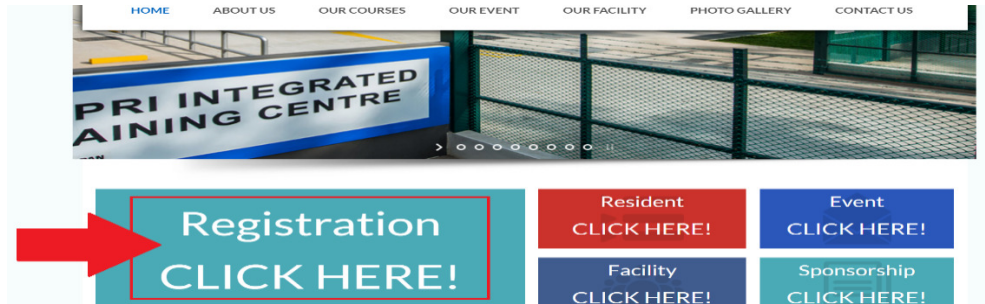 HOME ABOUT US OUR COURSES OUR EVENT OUR FACILITY PHOTO GALLERY CONTACT US
PRI INTEGRATED
AINING CENTRE
Registration
CLICK HERE!
Resident
CLICK HERE!
Event
CLICK HERE!
Facility
CLICK HERE!
Sponsorship
CLICK HERE!